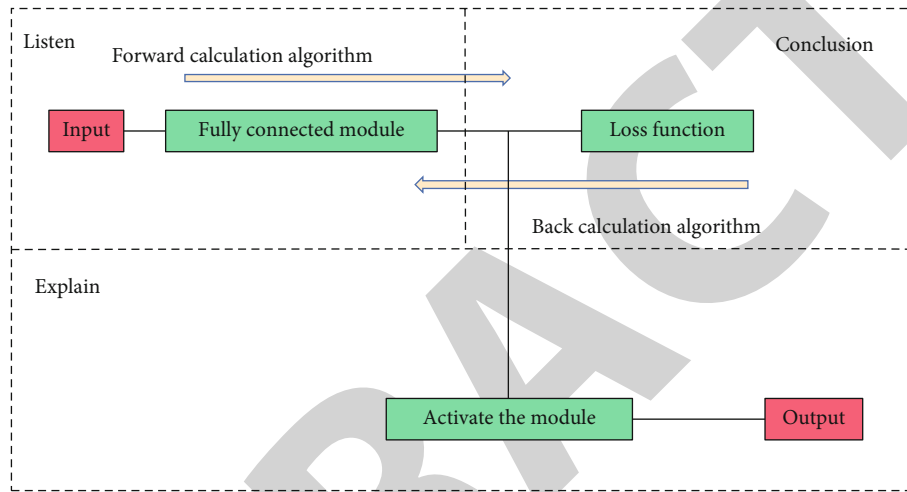 Listen
Conclusion
Forward calculation algorithm
Input
Fully connected module
Loss function
Back calculation algorithm
Explain
Activate the module
Output
RACT